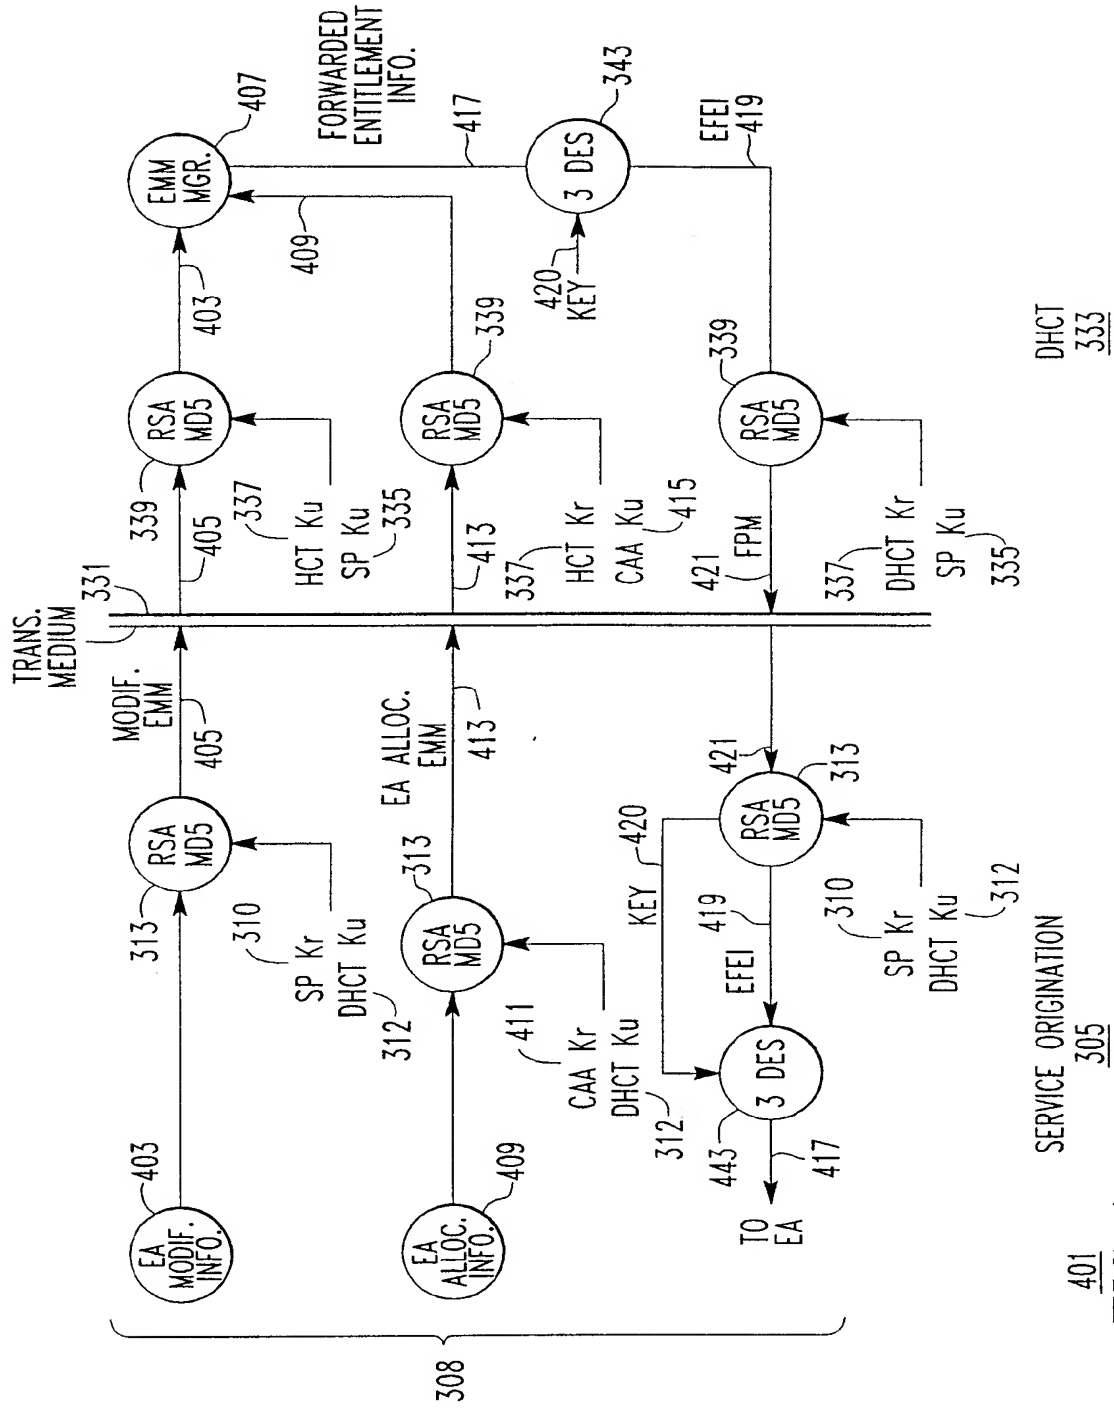 TRANS.
MEDIUM
331
308
EA
MODIF.
INFO.
403
313
RSA
MD5
MODIF.
EMM
405
405
339
RSA
MD5
403
EMM
MGR.
407
310
SP Kr
DHCT Ku
312
337
HCT Ku
SP Ku
335
409
FORWARDED
ENTITLEMENT
INFO.
417
EA
ALLOC.
INFO.
409
RSA
MD5
313
EA ALLOC.
EMM
413
413
RSA
MD5
339
411
CAA Kr
DHCT Ku
312
337
HCT Kr
CAA Ku
415
420
KEY
3 DES
343
TO
EA
417
443
3 DES
KEY
420
EFEI
419
RSA
MD5
313
421
421
FPM
RSA
MD5
339
EFEI
419
310
SP Kr
DHCT Ku
312
337
DHCT Kr
SP Ku
335
SERVICE ORIGINATION
305
DHCT
333
401